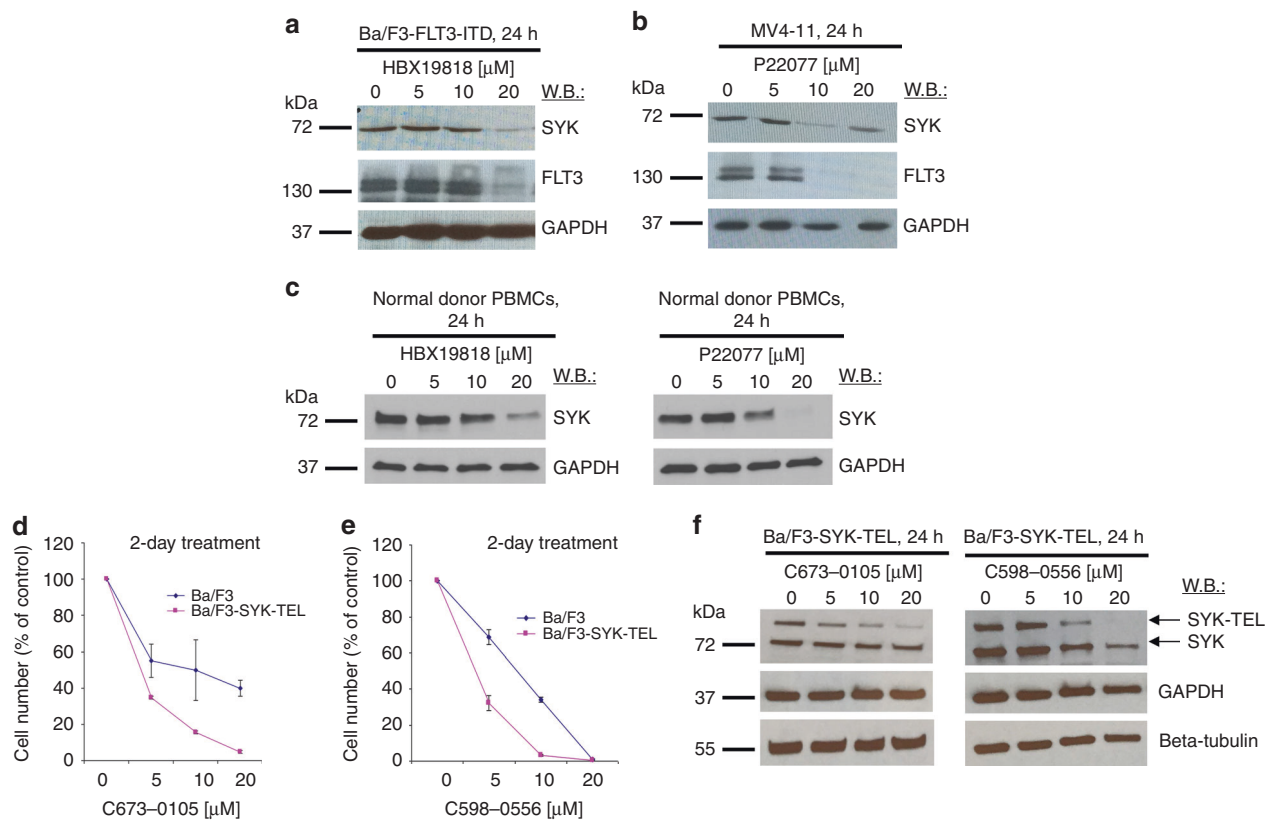 a
Ba/F3-FLT3-ITD, 24 h
HBX19818 [μM]
kDa
0 5 10 20 W.B.:
72 SYK
130 FLT3
37 GAPDH
b
MV4-11, 24 h
P22077 [μM]
kDa
0 5 10 20 W.B.:
72 SYK
130 FLT3
37 GAPDH
c
Normal donor PBMCs,
24 h
HBX19818 [μM]
kDa
0 5 10 20 W.B.:
72 SYK
37 GAPDH
Normal donor PBMCs,
24 h
P22077 [μM]
0 5 10 20 W.B.:
SYK
GAPDH
d
2-day treatment
Cell number (% of control)
120
100
80
60
40
20
0
Ba/F3
Ba/F3-SYK-TEL
0 5 10 20
C673–0105 [μM]
e
2-day treatment
Cell number (% of control)
120
100
80
60
40
20
0
Ba/F3
Ba/F3-SYK-TEL
0 5 10 20
C598–0556 [μM]
f
Ba/F3-SYK-TEL, 24 h
C673–0105 [μM]
kDa
0 5 10 20
72
37
55
Ba/F3-SYK-TEL, 24 h
C598–0556 [μM]
0 5 10 20
W.B.:
SYK-TEL
SYK
GAPDH
Beta-tubulin